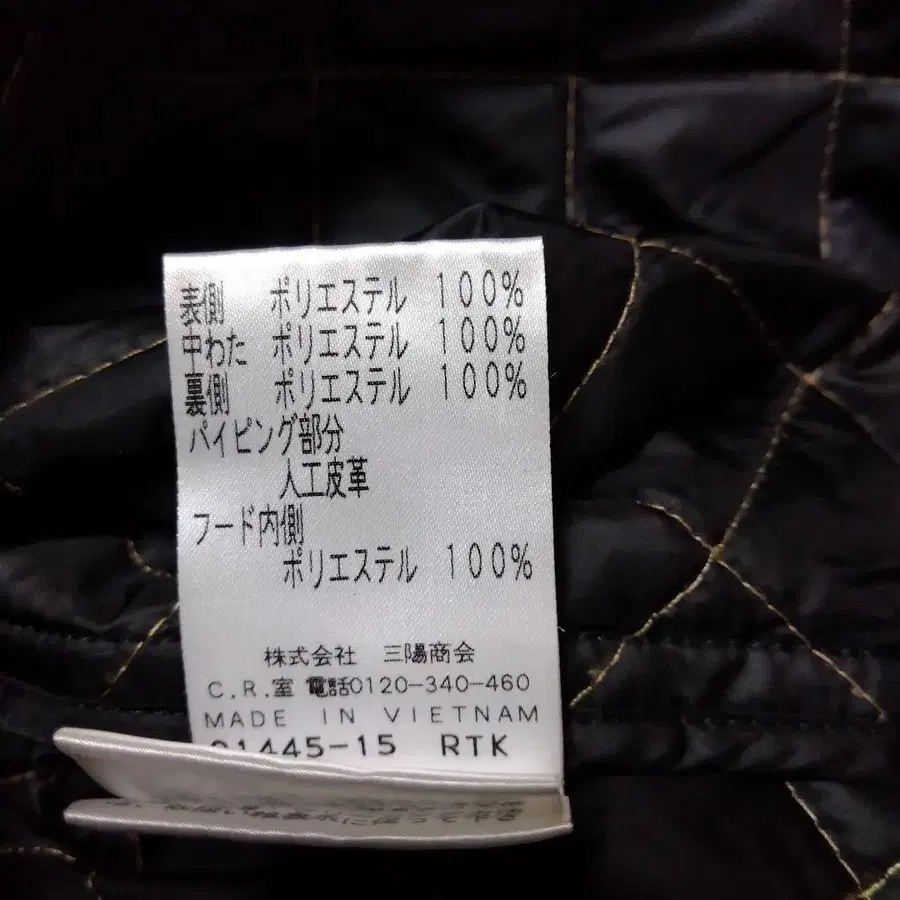 表側 ポリエステル 100%
中わた ポリエステル 100%
裏側 ポリエステル 100%
パイピング部分
人工皮革
フード内側
ポリエステル 100%
株式会社 三陽商会
C.R.室 電話0120-340-460
MADE IN VIETNAM
01445-15 RTK